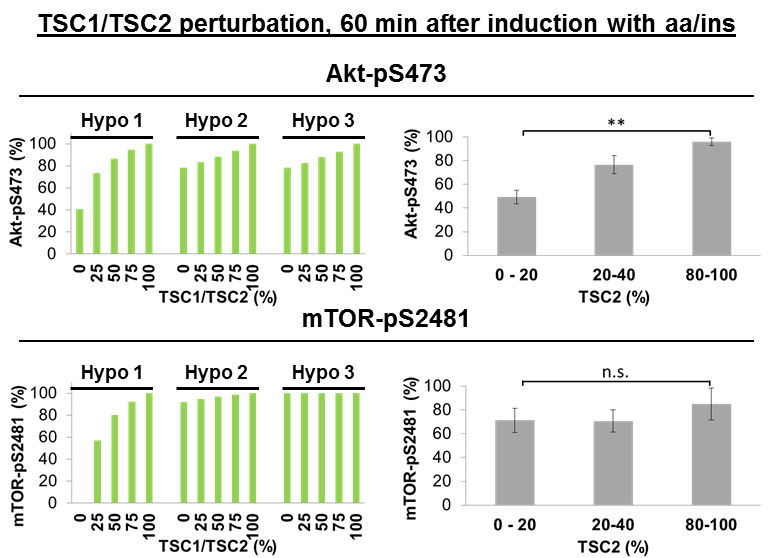 TSC1/TSC2 perturbation, 60 min after induction with aa/ins
Akt-pS473
Hypo 1 Hypo 2 Hypo 3
Akt-pS473 (%)
100
80
60
40
20
0
0 25 50 75 100 0 25 50 75 100 0 25 50 75 100
TSC1/TSC2 (%)
**
Akt-pS473 (%)
100
80
60
40
20
0
0 - 20 20-40 80-100
TSC2 (%)
mTOR-pS2481
Hypo 1 Hypo 2 Hypo 3
mTOR-pS2481 (%)
100
80
60
40
20
0
0 25 50 75 100 0 25 50 75 100 0 25 50 75 100
TSC1/TSC2 (%)
n.s.
mTOR-pS2481 (%)
100
80
60
40
20
0
0 - 20 20-40 80-100
TSC2 (%)